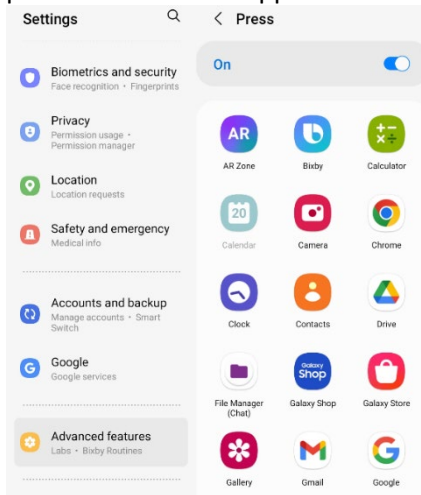 Settings
Biometrics and security
Face recognition • Fingerprints
Privacy
Permission usage •
Permission manager
Location
Location requests
Safety and emergency
Medical info
Accounts and backup
Manage accounts • Smart
Switch
Google
Google services
Advanced features
Labs • Bixby Routines
< Press
On
AR
AR Zone
Bixby
Calculator
20
Calendar
Camera
Chrome
Clock
Contacts
Drive
File Manager
(Chat)
Galaxy
Shop
Galaxy Shop
Galaxy Store
Gallery
Gmail
Google